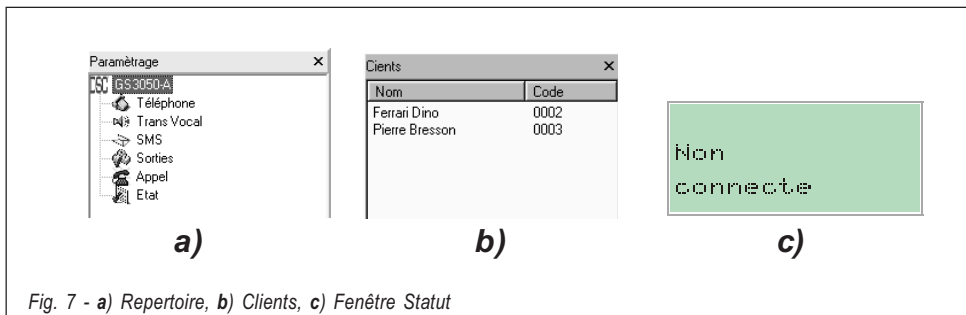 Paramètrage ×
CSC GS3050-A
Téléphone
Trans Vocal
SMS
Sorties
Appel
Etat
a)
Cients ×
Nom Code
Ferrari Dino 0002
Pierre Bresson 0003
b)
Non
connecte
c)
Fig. 7 - a) Repertoire, b) Clients, c) Fenêtre Statut